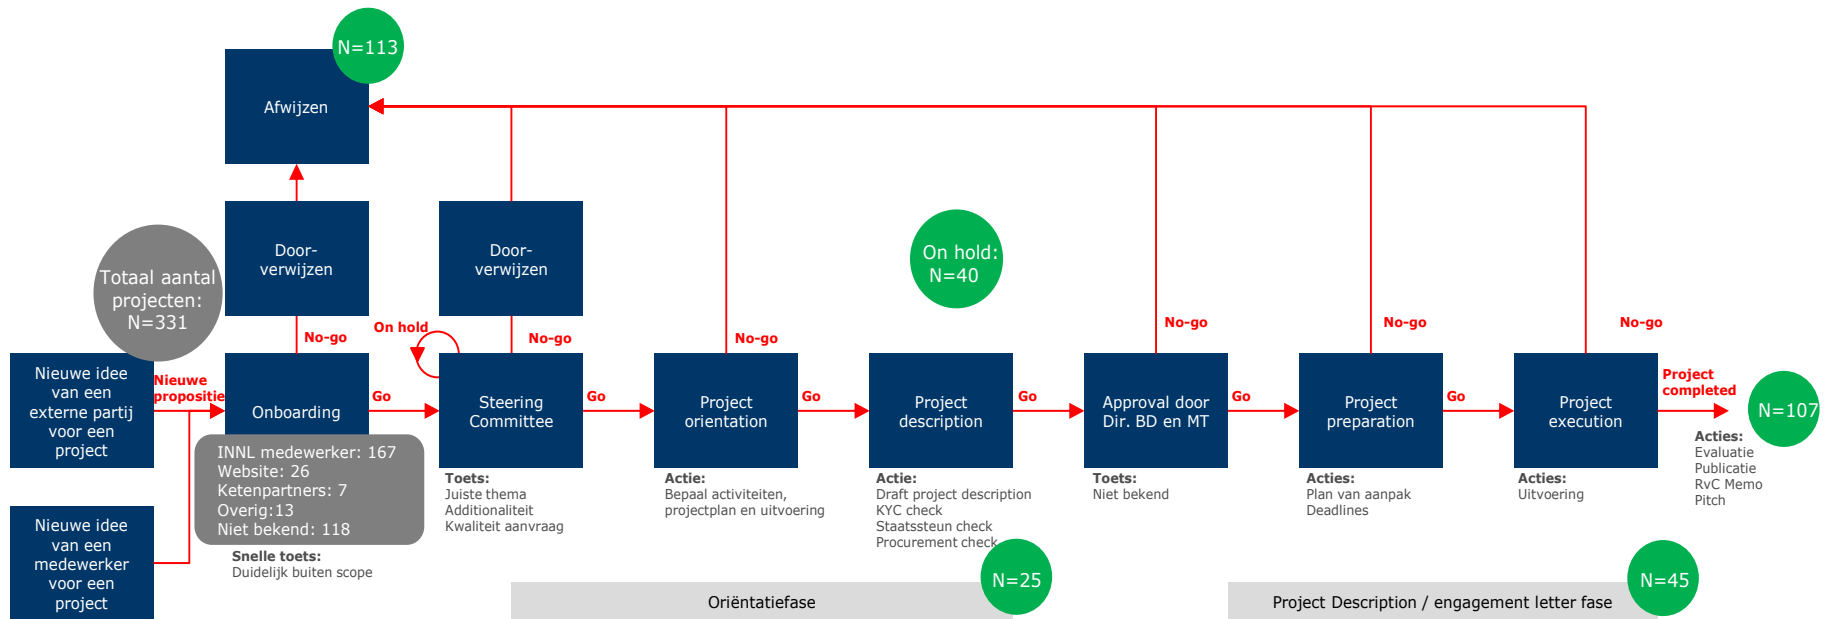 N=113
Afwijzen
Door-
verwijzen
Door-
verwijzen
Totaal aantal
projecten:
N=331
On hold:
N=40
No-go
On hold
No-go
No-go
No-go
No-go
No-go
Nieuwe idee
van een
externe partij
voor een
project
Nieuwe
propositie
Onboarding
Go
Steering
Committee
Go
Project
orientation
Go
Project
description
Go
Approval door
Dir. BD en MT
Go
Project
preparation
Go
Project
execution
Project
completed
N=107
INNL medewerker: 167
Website: 26
Ketenpartners: 7
Overig:13
Niet bekend: 118
Snelle toets:
Duidelijk buiten scope
Toets:
Juiste thema
Additionaliteit
Kwaliteit aanvraag
Actie:
Bepaal activiteiten,
projectplan en uitvoering
Actie:
Draft project description
KYC check
Staatssteun check
Procurement check
Toets:
Niet bekend
Acties:
Plan van aanpak
Deadlines
Acties:
Uitvoering
Acties:
Evaluatie
Publicatie
RvC Memo
Pitch
Nieuw idee
van een
medewerker
voor een
project
Oriëntatiefase
N=25
Project Description / engagement letter fase
N=45